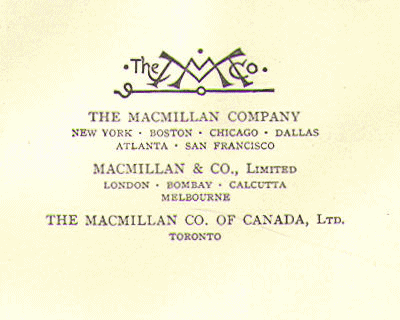 The MM Co.
THE MACMILLAN COMPANY
NEW YORK · BOSTON · CHICAGO · DALLAS
ATLANTA · SAN FRANCISCO
MACMILLAN & CO., LIMITED
LONDON · BOMBAY · CALCUTTA
MELBOURNE
THE MACMILLAN CO. OF CANADA, LTD.
TORONTO